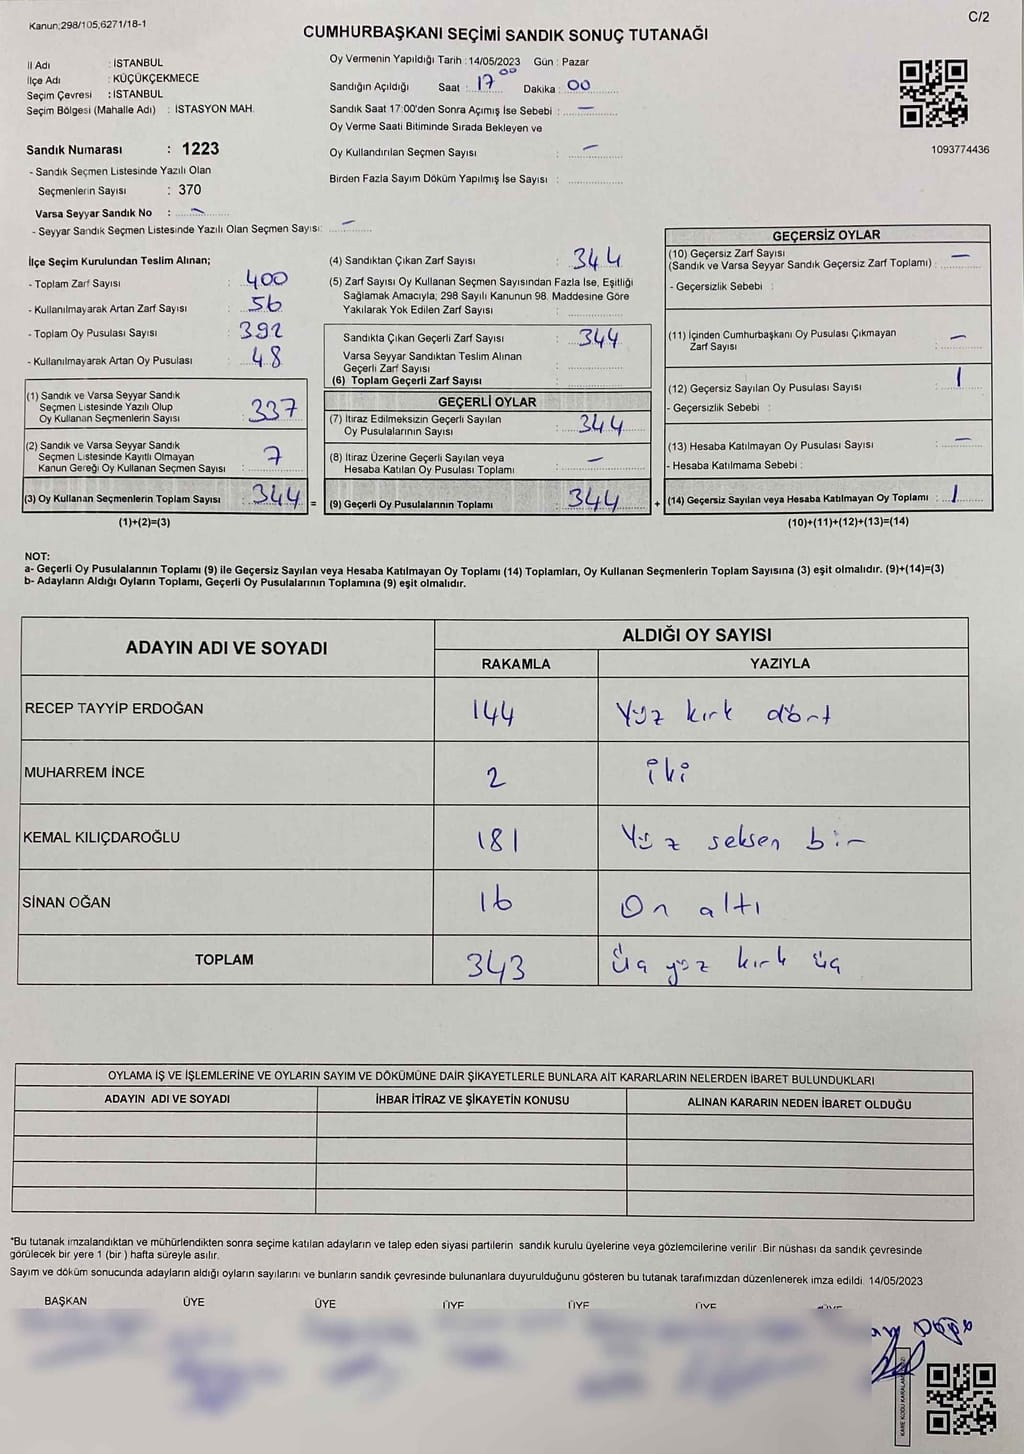 Kanun;298/105,6271/18-1
C/2
CUMHURBAŞKANI SEÇİMİ SANDIK SONUÇ TUTANAĞI
İl Adı : İSTANBUL
İlçe Adı : KÜÇÜKÇEKMECE
Seçim Çevresi : İSTANBUL
Seçim Bölgesi (Mahalle Adı) : İSTASYON MAH.
Oy Vermenin Yapıldığı Tarih : 14/05/2023 Gün : Pazar
Sandığın Açıldığı Saat : 17 00 Dakika : 00
Sandık Saat 17:00'den Sonra Açımış İse Sebebi : —
Oy Verme Saati Bitiminde Sırada Bekleyen ve
Oy Kullandırılan Seçmen Sayısı : —
Birden Fazla Sayım Döküm Yapılmış İse Sayısı :
1093774436
Sandık Numarası : 1223
- Sandık Seçmen Listesinde Yazılı Olan
Seçmenlerin Sayısı : 370
Varsa Seyyar Sandık No : —
- Seyyar Sandık Seçmen Listesinde Yazılı Olan Seçmen Sayısı: —
İlçe Seçim Kurulundan Teslim Alınan;
- Toplam Zarf Sayısı : 400
- Kullanılmayarak Artan Zarf Sayısı : 56
- Toplam Oy Pusulası Sayısı : 392
- Kullanılmayarak Artan Oy Pusulası : 48
(1) Sandık ve Varsa Seyyar Sandık
Seçmen Listesinde Yazılı Olup
Oy Kullanan Seçmenlerin Sayısı : 337
(2) Sandık ve Varsa Seyyar Sandık
Seçmen Listesinde Kayıtlı Olmayan
Kanun Gereği Oy Kullanan Seçmen Sayısı : 7
(3) Oy Kullanan Seçmenlerin Toplam Sayısı : 344 =
(1)+(2)=(3)
(4) Sandıktan Çıkan Zarf Sayısı : 344
(5) Zarf Sayısı Oy Kullanan Seçmen Sayısından Fazla İse, Eşitliği
Sağlamak Amacıyla; 298 Sayılı Kanunun 98. Maddesine Göre
Yakılarak Yok Edilen Zarf Sayısı :
Sandıkta Çıkan Geçerli Zarf Sayısı : 344
Varsa Seyyar Sandıktan Teslim Alınan
Geçerli Zarf Sayısı :
(6) Toplam Geçerli Zarf Sayısı :
GEÇERLİ OYLAR
(7) İtiraz Edilmeksizin Geçerli Sayılan
Oy Pusulalarının Sayısı : 344
(8) İtiraz Üzerine Geçerli Sayılan veya
Hesaba Katılan Oy Pusulası Toplamı : —
(9) Geçerli Oy Pusulalarının Toplamı : 344 +
GEÇERSİZ OYLAR
(10) Geçersiz Zarf Sayısı
(Sandık ve Varsa Seyyar Sandık Geçersiz Zarf Toplamı) : —
- Geçersizlik Sebebi :
(11) İçinden Cumhurbaşkanı Oy Pusulası Çıkmayan
Zarf Sayısı : —
(12) Geçersiz Sayılan Oy Pusulası Sayısı : 1
- Geçersizlik Sebebi :
(13) Hesaba Katılmayan Oy Pusulası Sayısı : —
- Hesaba Katılmama Sebebi :
(14) Geçersiz Sayılan veya Hesaba Katılmayan Oy Toplamı : 1
(10)+(11)+(12)+(13)=(14)
NOT:
a- Geçerli Oy Pusulalarının Toplamı (9) ile Geçersiz Sayılan veya Hesaba Katılmayan Oy Toplamı (14) Toplamları, Oy Kullanan Seçmenlerin Toplam Sayısına (3) eşit olmalıdır. (9)+(14)=(3)
b- Adayların Aldığı Oyların Toplamı, Geçerli Oy Pusulalarının Toplamına (9) eşit olmalıdır.
ADAYIN ADI VE SOYADI
ALDIĞI OY SAYISI
RAKAMLA YAZIYLA
RECEP TAYYİP ERDOĞAN 144 Yüz kırk dört
MUHARREM İNCE 2 iki
KEMAL KILIÇDAROĞLU 181 Yüz seksen bir
SİNAN OĞAN 16 On altı
TOPLAM 343 Üç yüz kırk üç
OYLAMA İŞ VE İŞLEMLERİNE VE OYLARIN SAYIM VE DÖKÜMÜNE DAİR ŞİKAYETLERLE BUNLARA AİT KARARLARIN NELERDEN İBARET BULUNDUKLARI
ADAYIN ADI VE SOYADI İHBAR İTİRAZ VE ŞİKAYETİN KONUSU ALINAN KARARIN NEDEN İBARET OLDUĞU
*Bu tutanak imzalandıktan ve mühürlendikten sonra seçime katılan adayların ve talep eden siyasi partilerin sandık kurulu üyelerine veya gözlemcilerine verilir .Bir nüshası da sandık çevresinde
görülecek bir yere 1 (bir ) hafta süreyle asılır.
Sayım ve döküm sonucunda adayların aldığı oyların sayılarını ve bunların sandık çevresinde bulunanlara duyurulduğunu gösteren bu tutanak tarafımızdan düzenlenerek imza edildi. 14/05/2023
BAŞKAN ÜYE ÜYE ÜYE ÜYE ÜYE